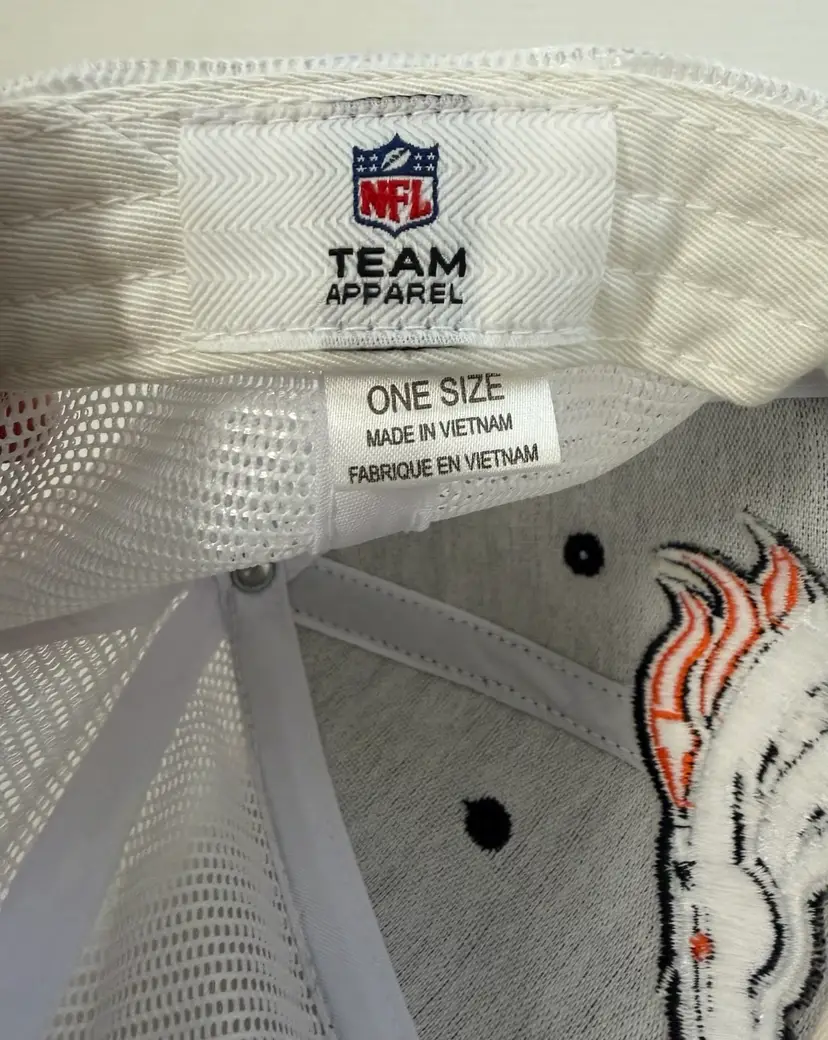 NFL
TEAM
APPAREL
ONE SIZE
MADE IN VIETNAM
FABRIQUE EN VIETNAM